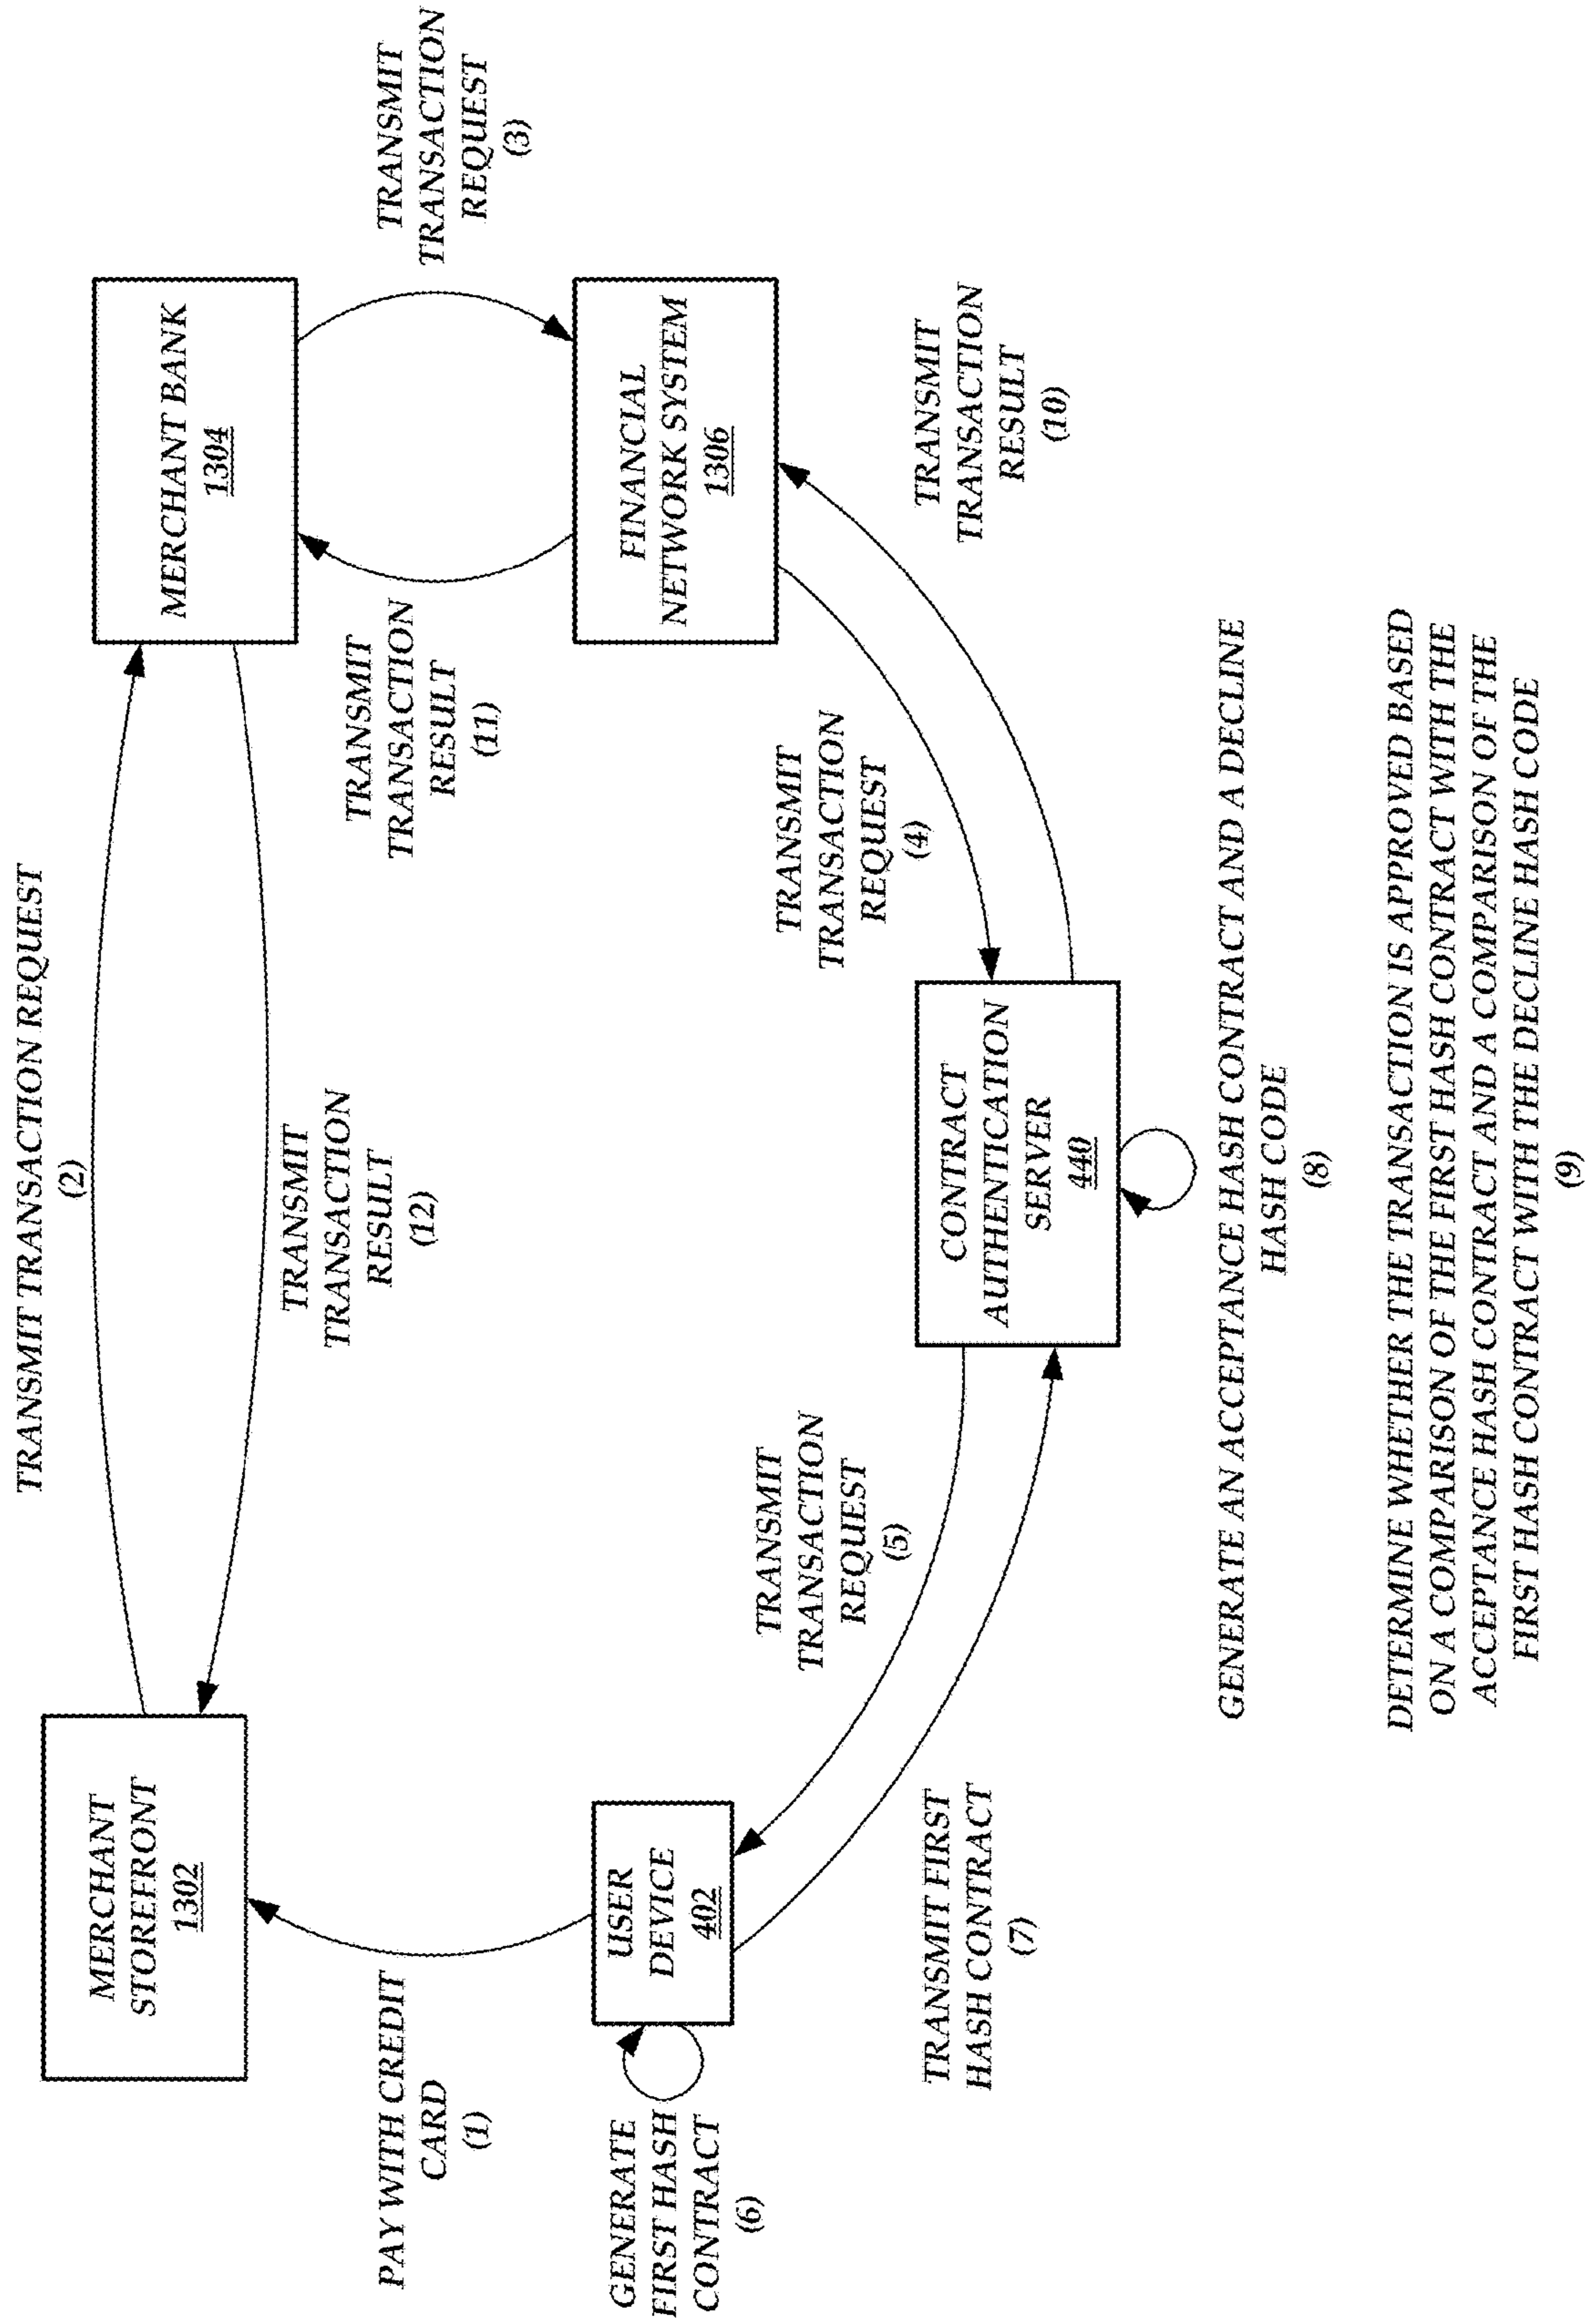 TRANSMIT TRANSACTION REQUEST
(2)
MERCHANT
STOREFRONT
1302
MERCHANT BANK
1304
TRANSMIT
TRANSACTION
RESULT
(12)
PAY WITH CREDIT
CARD
(1)
TRANSMIT
TRANSACTION
RESULT
(11)
TRANSMIT
TRANSACTION
REQUEST
(3)
GENERATE
FIRST HASH
CONTRACT
(6)
USER
DEVICE
402
FINANCIAL
NETWORK SYSTEM
1306
TRANSMIT
TRANSACTION
REQUEST
(5)
TRANSMIT
TRANSACTION
REQUEST
(4)
TRANSMIT FIRST
HASH CONTRACT
(7)
CONTRACT
AUTHENTICATION
SERVER
440
TRANSMIT
TRANSACTION
RESULT
(10)
GENERATE AN ACCEPTANCE HASH CONTRACT AND A DECLINE
HASH CODE
(8)
DETERMINE WHETHER THE TRANSACTION IS APPROVED BASED
ON A COMPARISON OF THE FIRST HASH CONTRACT WITH THE
ACCEPTANCE HASH CONTRACT AND A COMPARISON OF THE
FIRST HASH CONTRACT WITH THE DECLINE HASH CODE
(9)